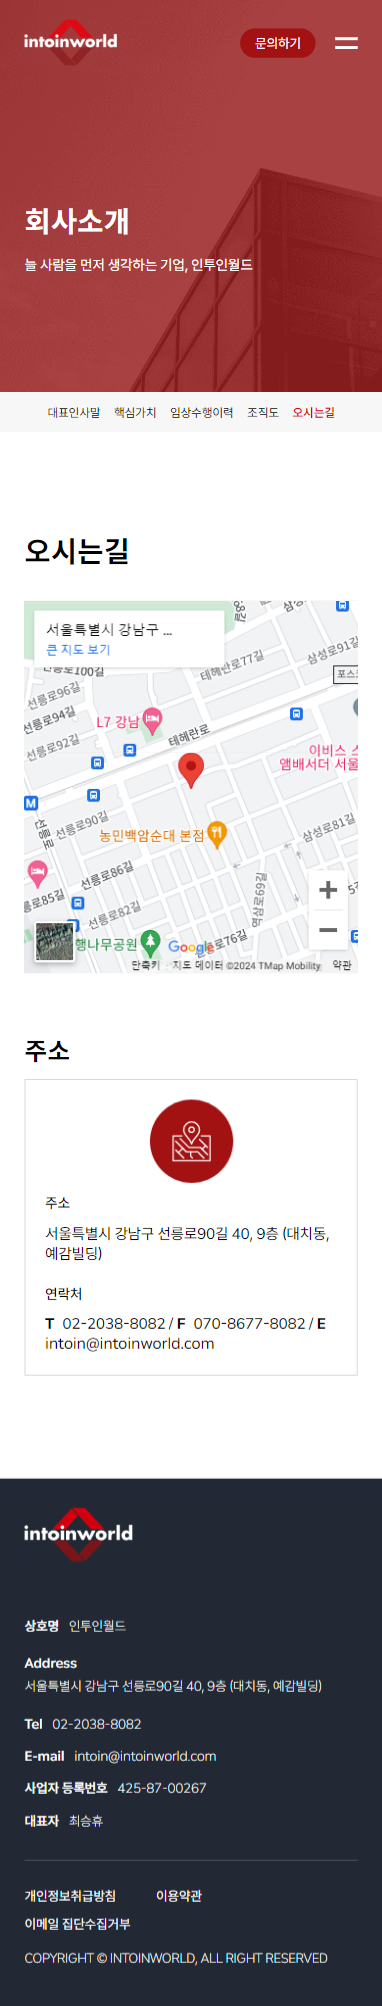 intoinworld
문의하기
회사소개
늘 사람을 먼저 생각하는 기업, 인투인월드
대표인사말 핵심가치 임상수행이력 조직도 오시는길
오시는길
서울특별시 강남구 ...
큰 지도 보기
선릉로100길
테헤란로77길
삼성로91길
선릉로96길
선릉로94길
L7 강남
테헤란로
선릉로92길
이비스 스
앰배서더 서울
M
선릉로
선릉로90길
농민백암순대 본점
삼성로81길
선릉로86길
로85길
선릉로82길
역삼로69길
행나무공원
Google
로76길
단축키 지도 데이터 ©2024 TMap Mobility 약관
주소
주소
서울특별시 강남구 선릉로90길 40, 9층 (대치동,
예감빌딩)
연락처
T 02-2038-8082 / F 070-8677-8082 / E
intoin@intoinworld.com
intoinworld
상호명 인투인월드
Address
서울특별시 강남구 선릉로90길 40, 9층 (대치동, 예감빌딩)
Tel 02-2038-8082
E-mail intoin@intoinworld.com
사업자 등록번호 425-87-00267
대표자 최승휴
개인정보취급방침 이용약관
이메일 집단수집거부
COPYRIGHT © INTOINWORLD, ALL RIGHT RESERVED